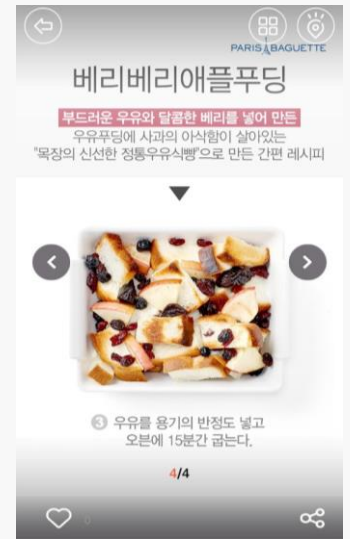 PARIS BAGUETTE
베리베리애플푸딩
부드러운 우유와 달콤한 베리를 넣어 만든
우유푸딩에 사과의 아삭함이 살아있는
"목장의 신선한 정통우유식빵"으로 만든 간편 레시피
3 우유를 용기의 반정도 넣고
오븐에 15분간 굽는다.
4/4
0